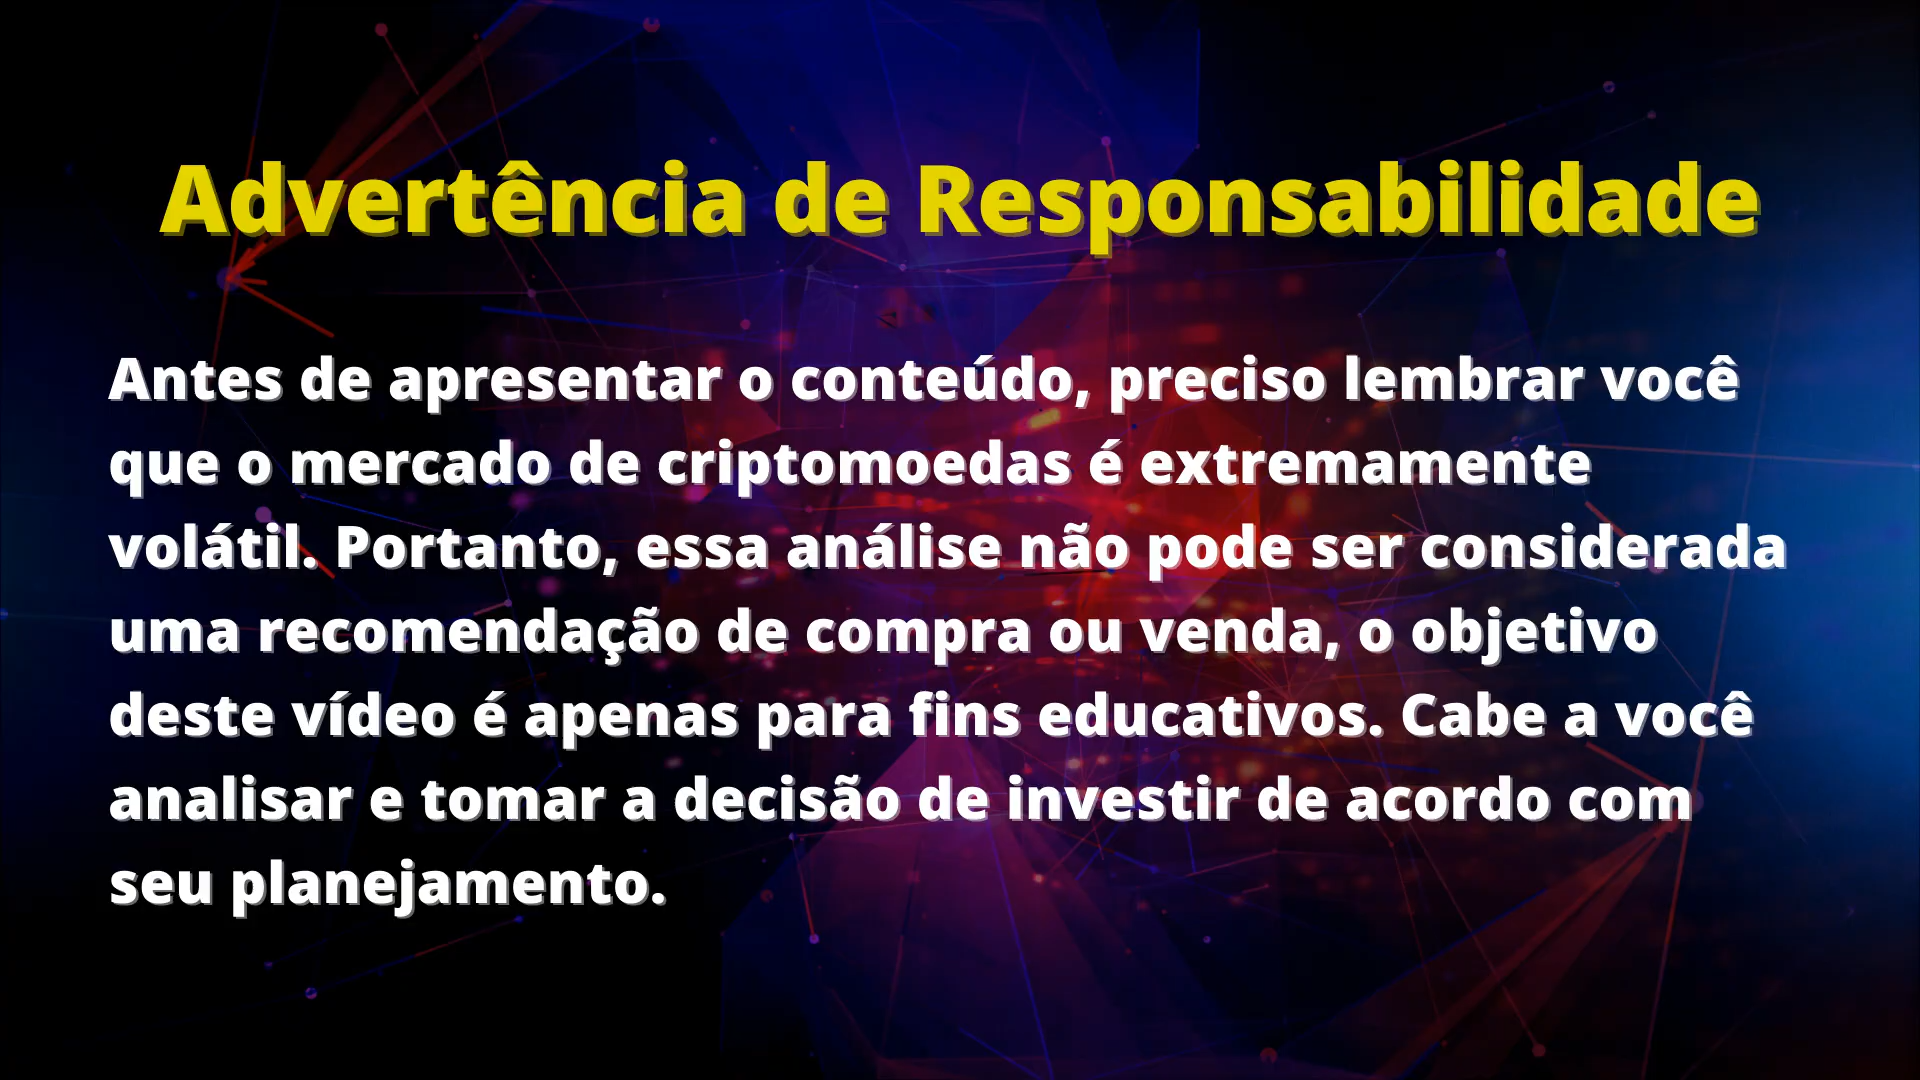 Advertência de Responsabilidade
Antes de apresentar o conteúdo, preciso lembrar você
que o mercado de criptomoedas é extremamente
volátil. Portanto, essa análise não pode ser considerada
uma recomendação de compra ou venda, o objetivo
deste vídeo é apenas para fins educativos. Cabe a você
analisar e tomar a decisão de investir de acordo com
seu planejamento.